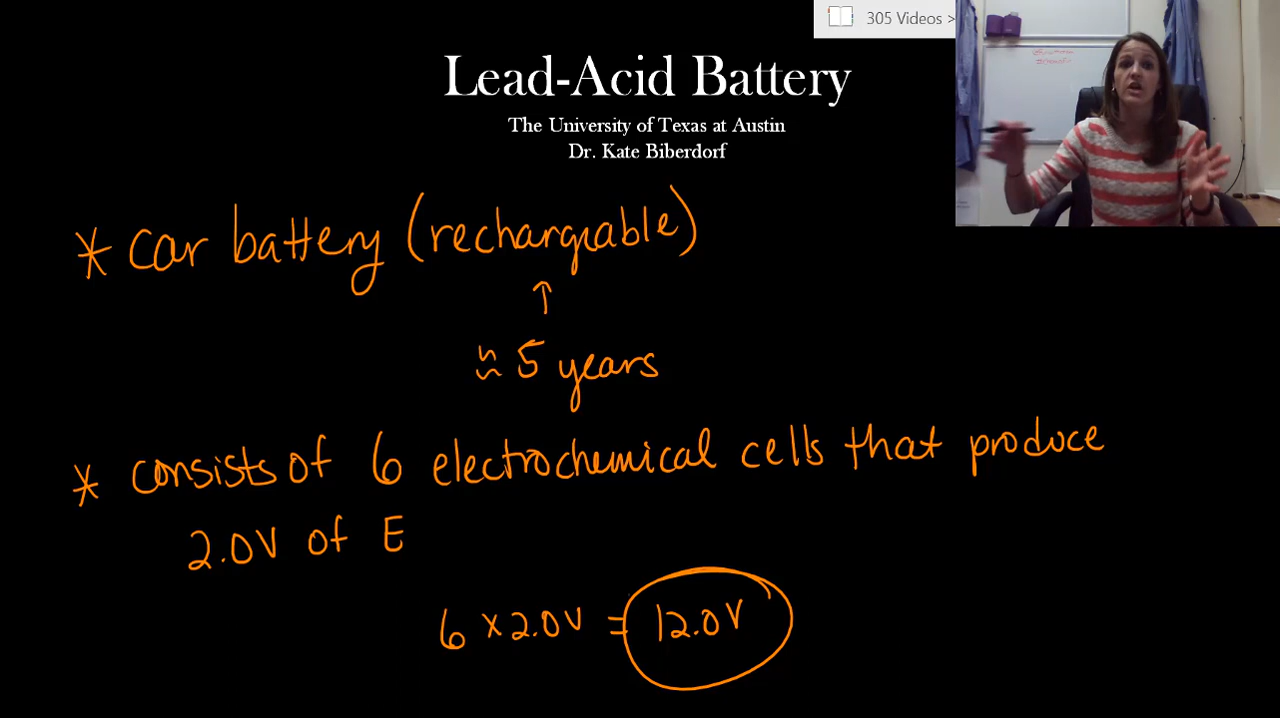 305 Videos >
Lead-Acid Battery
The University of Texas at Austin
Dr. Kate Biberdorf
* car battery (rechargeable)
↑
≈ 5 years
* consists of 6 electrochemical cells that produce
2.0V of E
6 × 2.0V = 12.0V